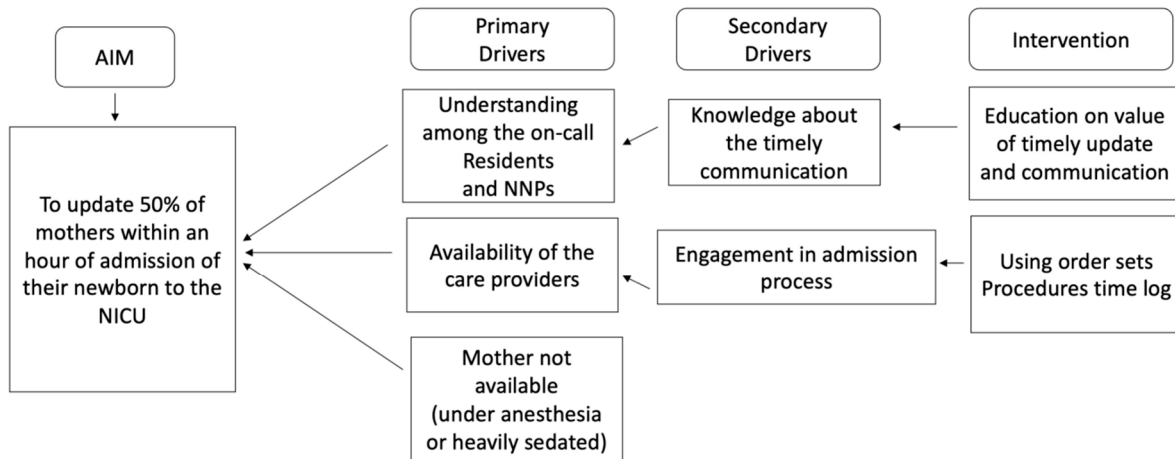 AIM
Primary
Drivers
Secondary
Drivers
Intervention
To update 50% of
mothers within an
hour of admission of
their newborn to the
NICU
Understanding
among the on-call
Residents
and NNPs
Knowledge about
the timely
communication
Education on value
of timely update
and communication
Availability of the
care providers
Engagement in admission
process
Using order sets
Procedures time log
Mother not
available
(under anesthesia
or heavily sedated)